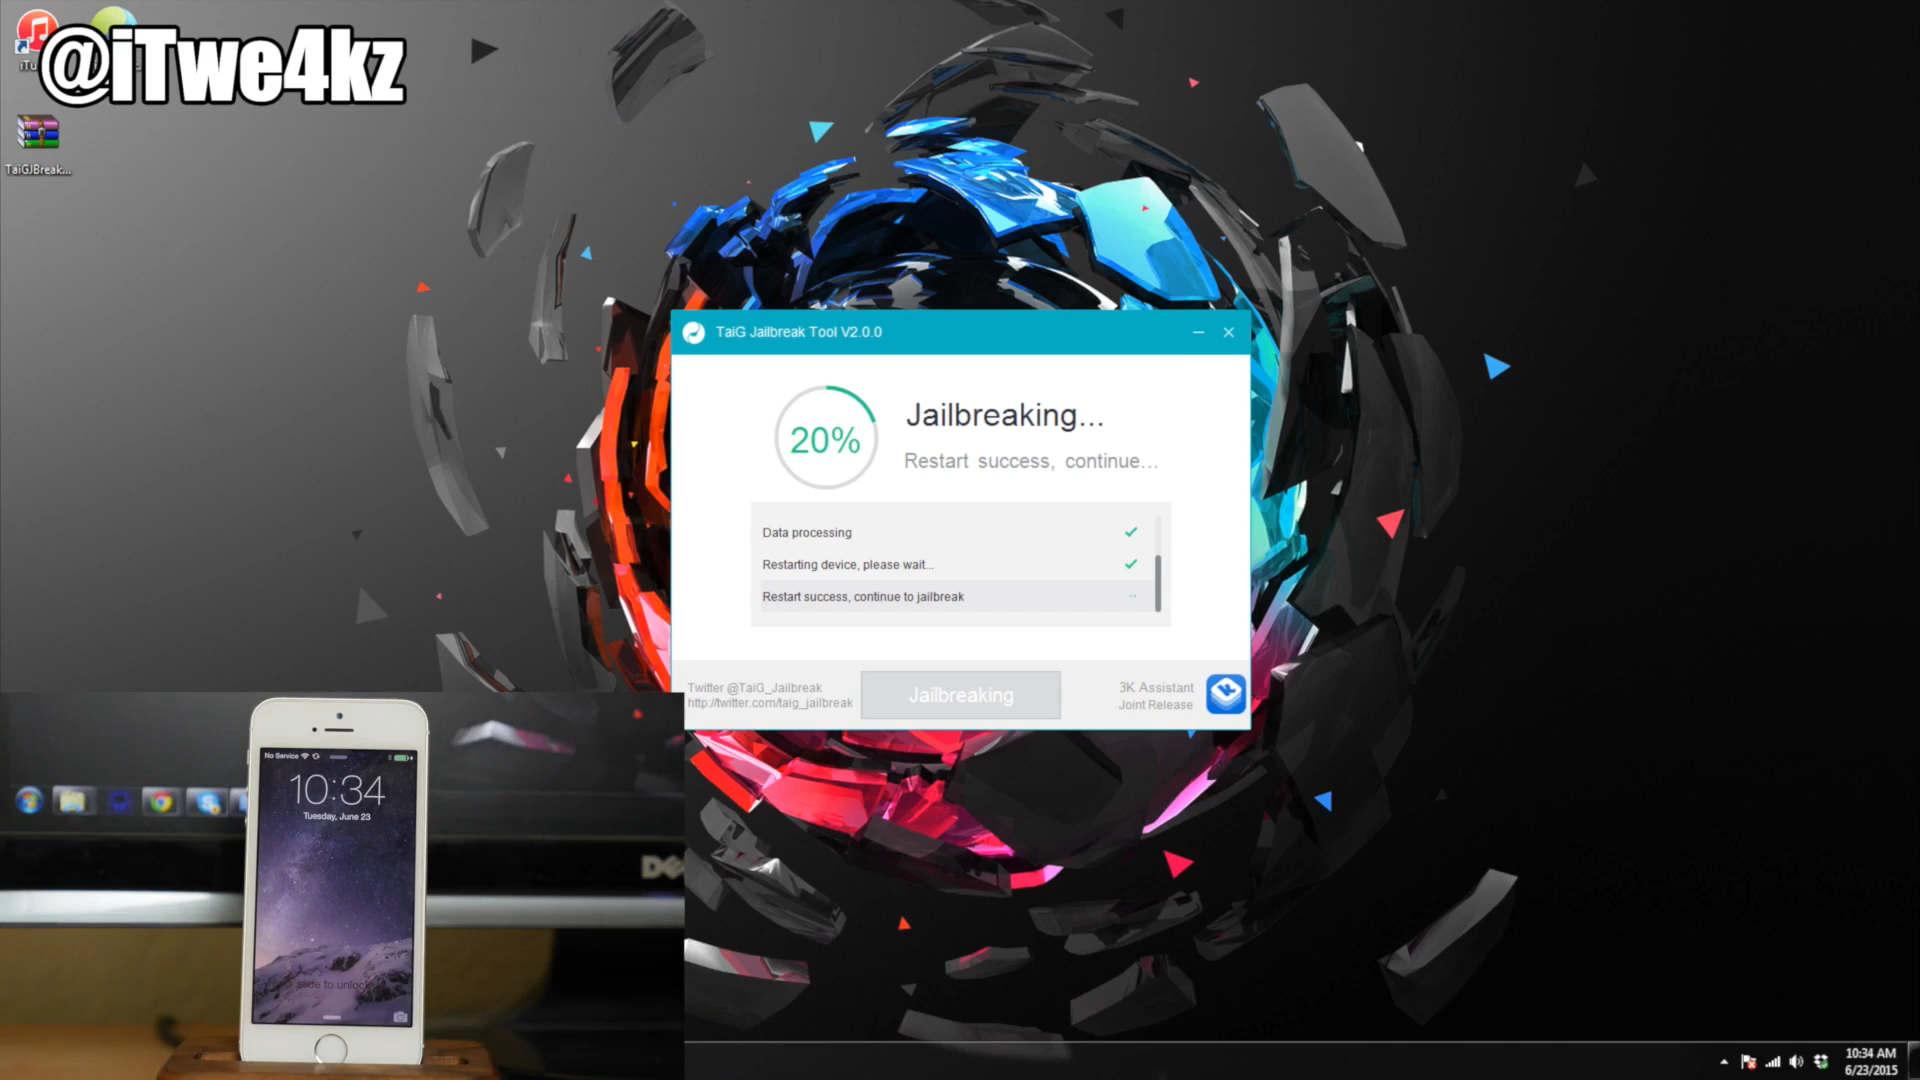 @iTwe4kz
TaiGJBreak...
TaiG Jailbreak Tool V2.0.0
20%
Jailbreaking...
Restart success, continue...
Data processing
Restarting device, please wait...
Restart success, continue to jailbreak
Twitter @TaiG_Jailbreak
http://twitter.com/taig_jailbreak
Jailbreaking
3K Assistant
Joint Release
No Service
10:34
Tuesday, June 23
slide to unlock
10:34 AM
6/23/2015